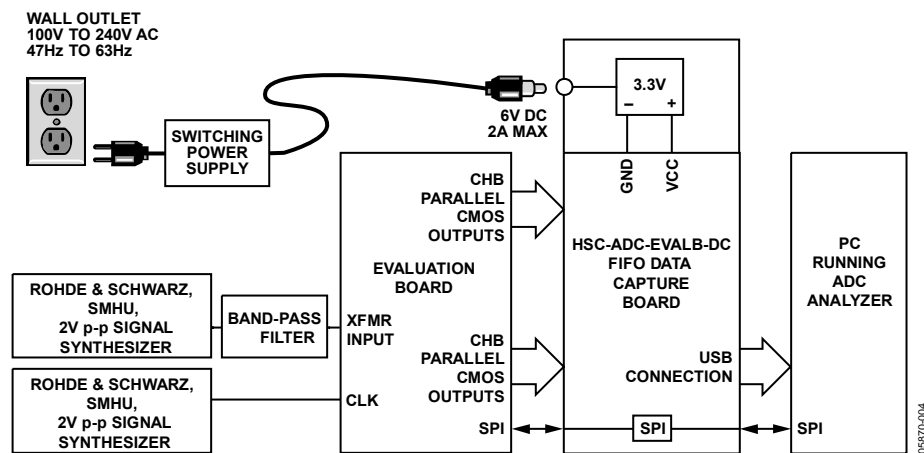 WALL OUTLET
100V TO 240V AC
47Hz TO 63Hz
SWITCHING
POWER
SUPPLY
6V DC
2A MAX
3.3V
–
+
GND
VCC
CHB
PARALLEL
CMOS
OUTPUTS
EVALUATION
BOARD
XFMR
INPUT
CLK
CHB
PARALLEL
CMOS
OUTPUTS
SPI
ROHDE & SCHWARZ,
SMHU,
2V p-p SIGNAL
SYNTHESIZER
BAND-PASS
FILTER
ROHDE & SCHWARZ,
SMHU,
2V p-p SIGNAL
SYNTHESIZER
HSC-ADC-EVALB-DC
FIFO DATA
CAPTURE
BOARD
USB
CONNECTION
SPI
PC
RUNNING
ADC
ANALYZER
SPI
05870-004